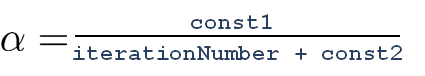 α = const1 / iterationNumber + const2